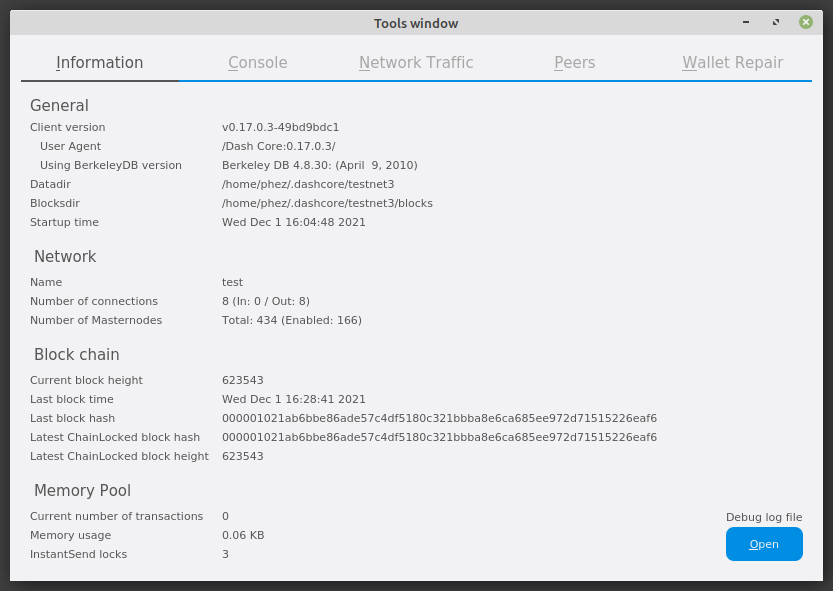 Tools window
Information Console Network Traffic Peers Wallet Repair
General
Client version v0.17.0.3-49bd9bdc1
User Agent /Dash Core:0.17.0.3/
Using BerkeleyDB version Berkeley DB 4.8.30: (April  9, 2010)
Datadir /home/phez/.dashcore/testnet3
Blocksdir /home/phez/.dashcore/testnet3/blocks
Startup time Wed Dec 1 16:04:48 2021
Network
Name test
Number of connections 8 (In: 0 / Out: 8)
Number of Masternodes Total: 434 (Enabled: 166)
Block chain
Current block height 623543
Last block time Wed Dec 1 16:28:41 2021
Last block hash 000001021ab6bbe86ade57c4df5180c321bbba8e6ca685ee972d71515226eaf6
Latest ChainLocked block hash 000001021ab6bbe86ade57c4df5180c321bbba8e6ca685ee972d71515226eaf6
Latest ChainLocked block height 623543
Memory Pool
Current number of transactions 0
Memory usage 0.06 KB
InstantSend locks 3
Debug log file
Open